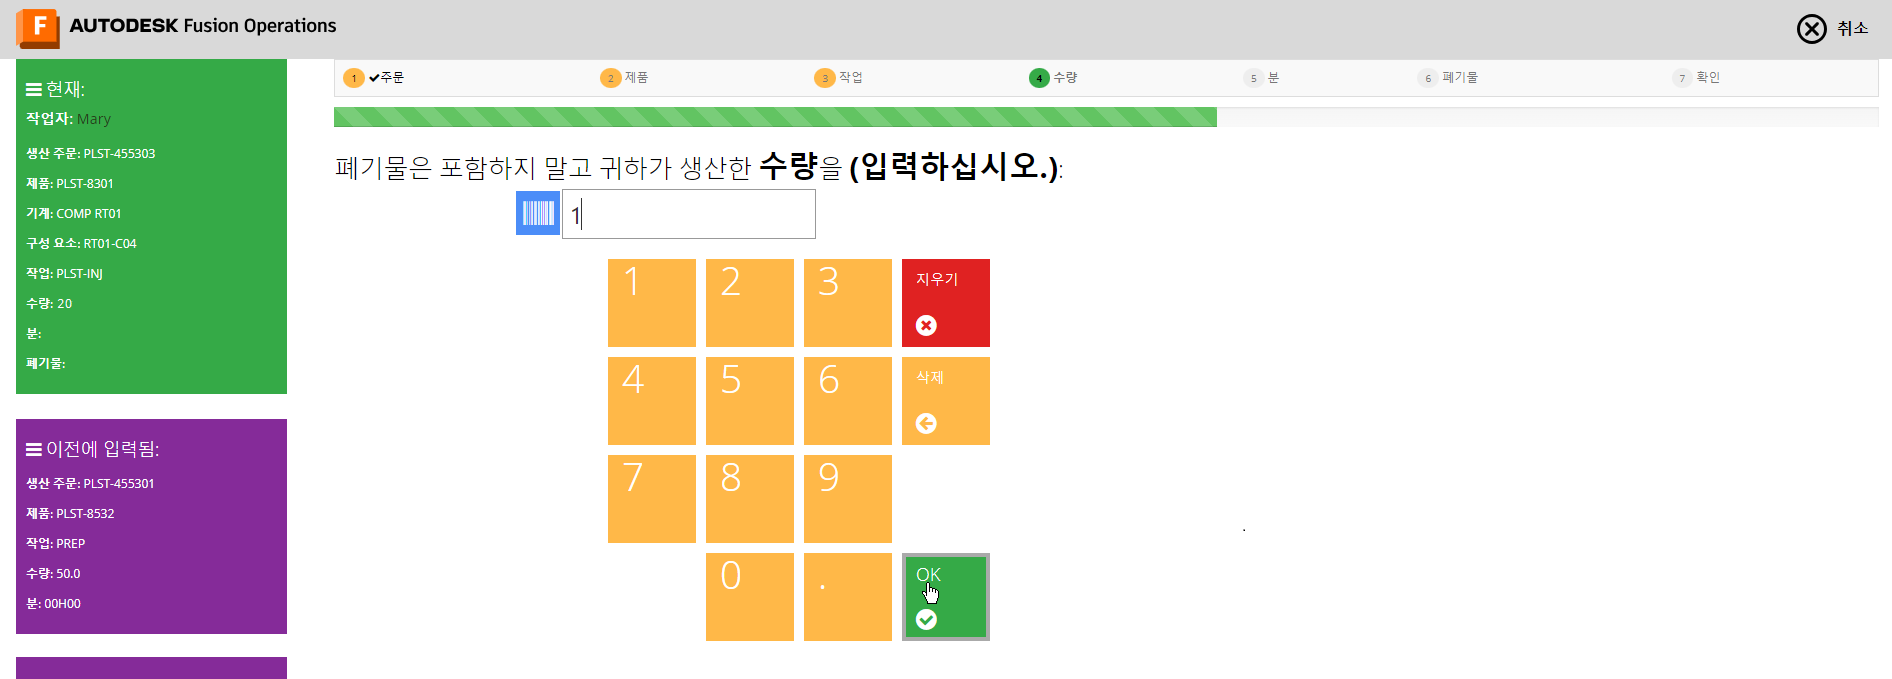 F AUTODESK Fusion Operations
취소
현재:
작업자: Mary
생산 주문: PLST-455303
제품: PLST-8301
기계: COMP RT01
구성 요소: RT01-C04
작업: PLST-INJ
수량: 20
분:
폐기물:
이전에 입력됨:
생산 주문: PLST-455301
제품: PLST-8532
작업: PREP
수량: 50.0
분: 00H00
1 주문 2 제품 3 작업 4 수량 5 분 6 폐기물 7 확인
폐기물은 포함하지 말고 귀하가 생산한 수량을 (입력하십시오.):
1
1 2 3 지우기
4 5 6 삭제
7 8 9
0 . OK